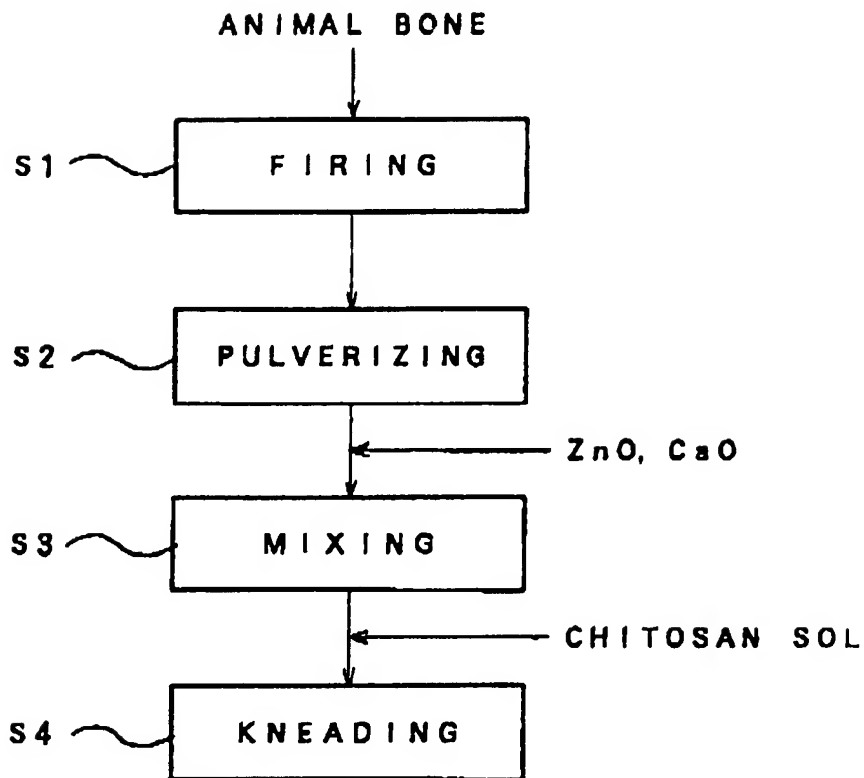 ANIMAL BONE
S1 FIRING
S2 PULVERIZING
ZnO, CaO
S3 MIXING
CHITOSAN SOL
S4 KNEADING